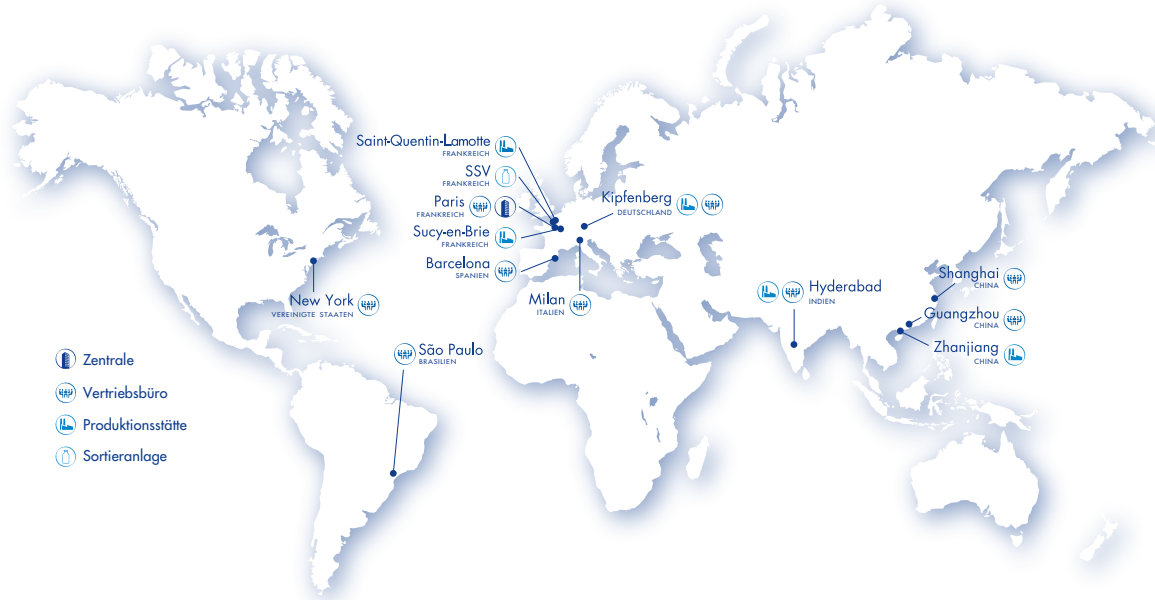 Saint-Quentin-Lamotte
FRANKREICH
SSV
FRANKREICH
Paris
FRANKREICH
Sucy-en-Brie
FRANKREICH
Barcelona
SPANIEN
Kipfenberg
DEUTSCHLAND
Milan
ITALIEN
New York
VEREINIGTE STAATEN
São Paulo
BRASILIEN
Hyderabad
INDIEN
Shanghai
CHINA
Guangzhou
CHINA
Zhanjiang
CHINA
Zentrale
Vertriebsbüro
Produktionsstätte
Sortieranlage